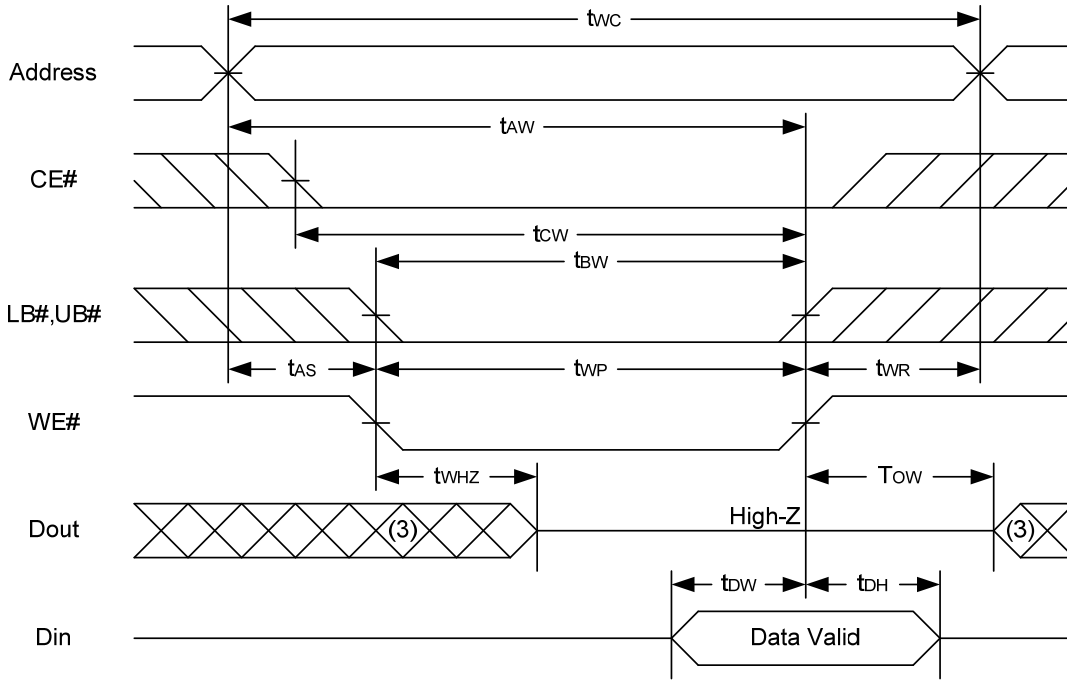 tWC
Address
tAW
CE#
tCW
tBW
LB#,UB#
tAS
tWP
tWR
WE#
tWHZ
TOW
High-Z
Dout
(3)
(3)
tDW
tDH
Din
Data Valid